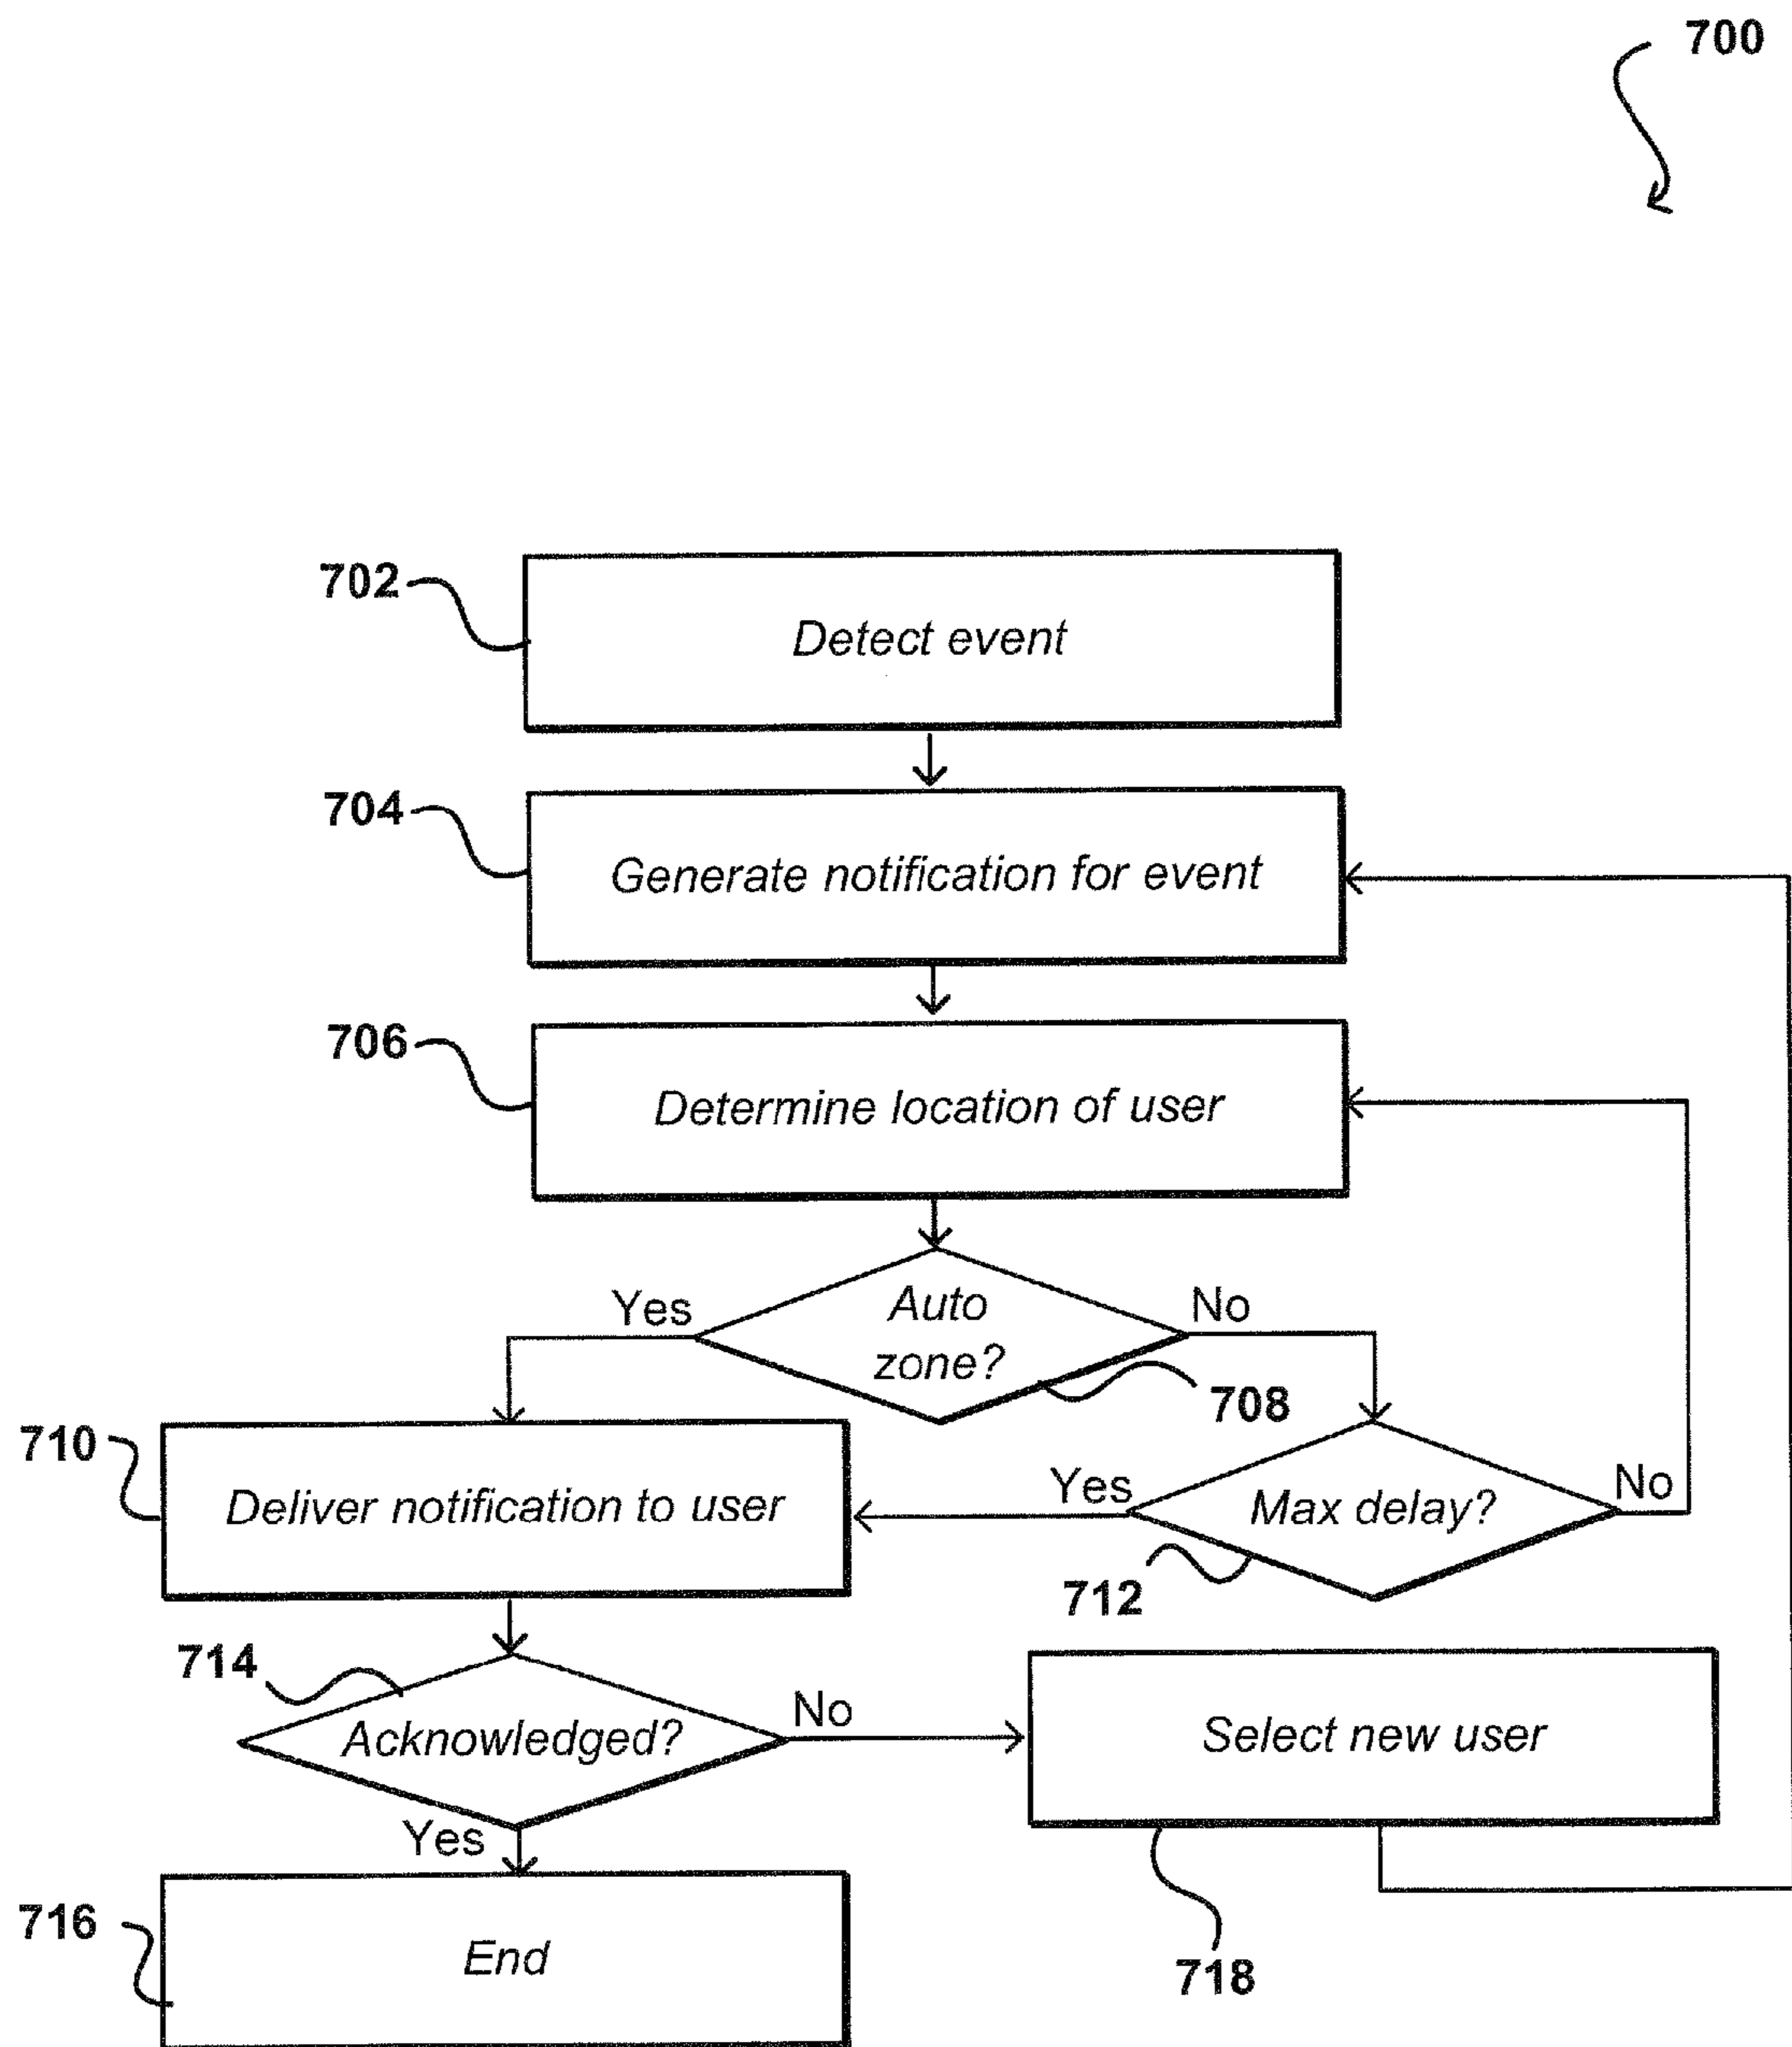 700
702
Detect event
704
Generate notification for event
706
Determine location of user
Yes
Auto
zone?
No
708
710
Deliver notification to user
Yes
Max delay?
No
712
714
Acknowledged?
No
Select new user
Yes
716
End
718